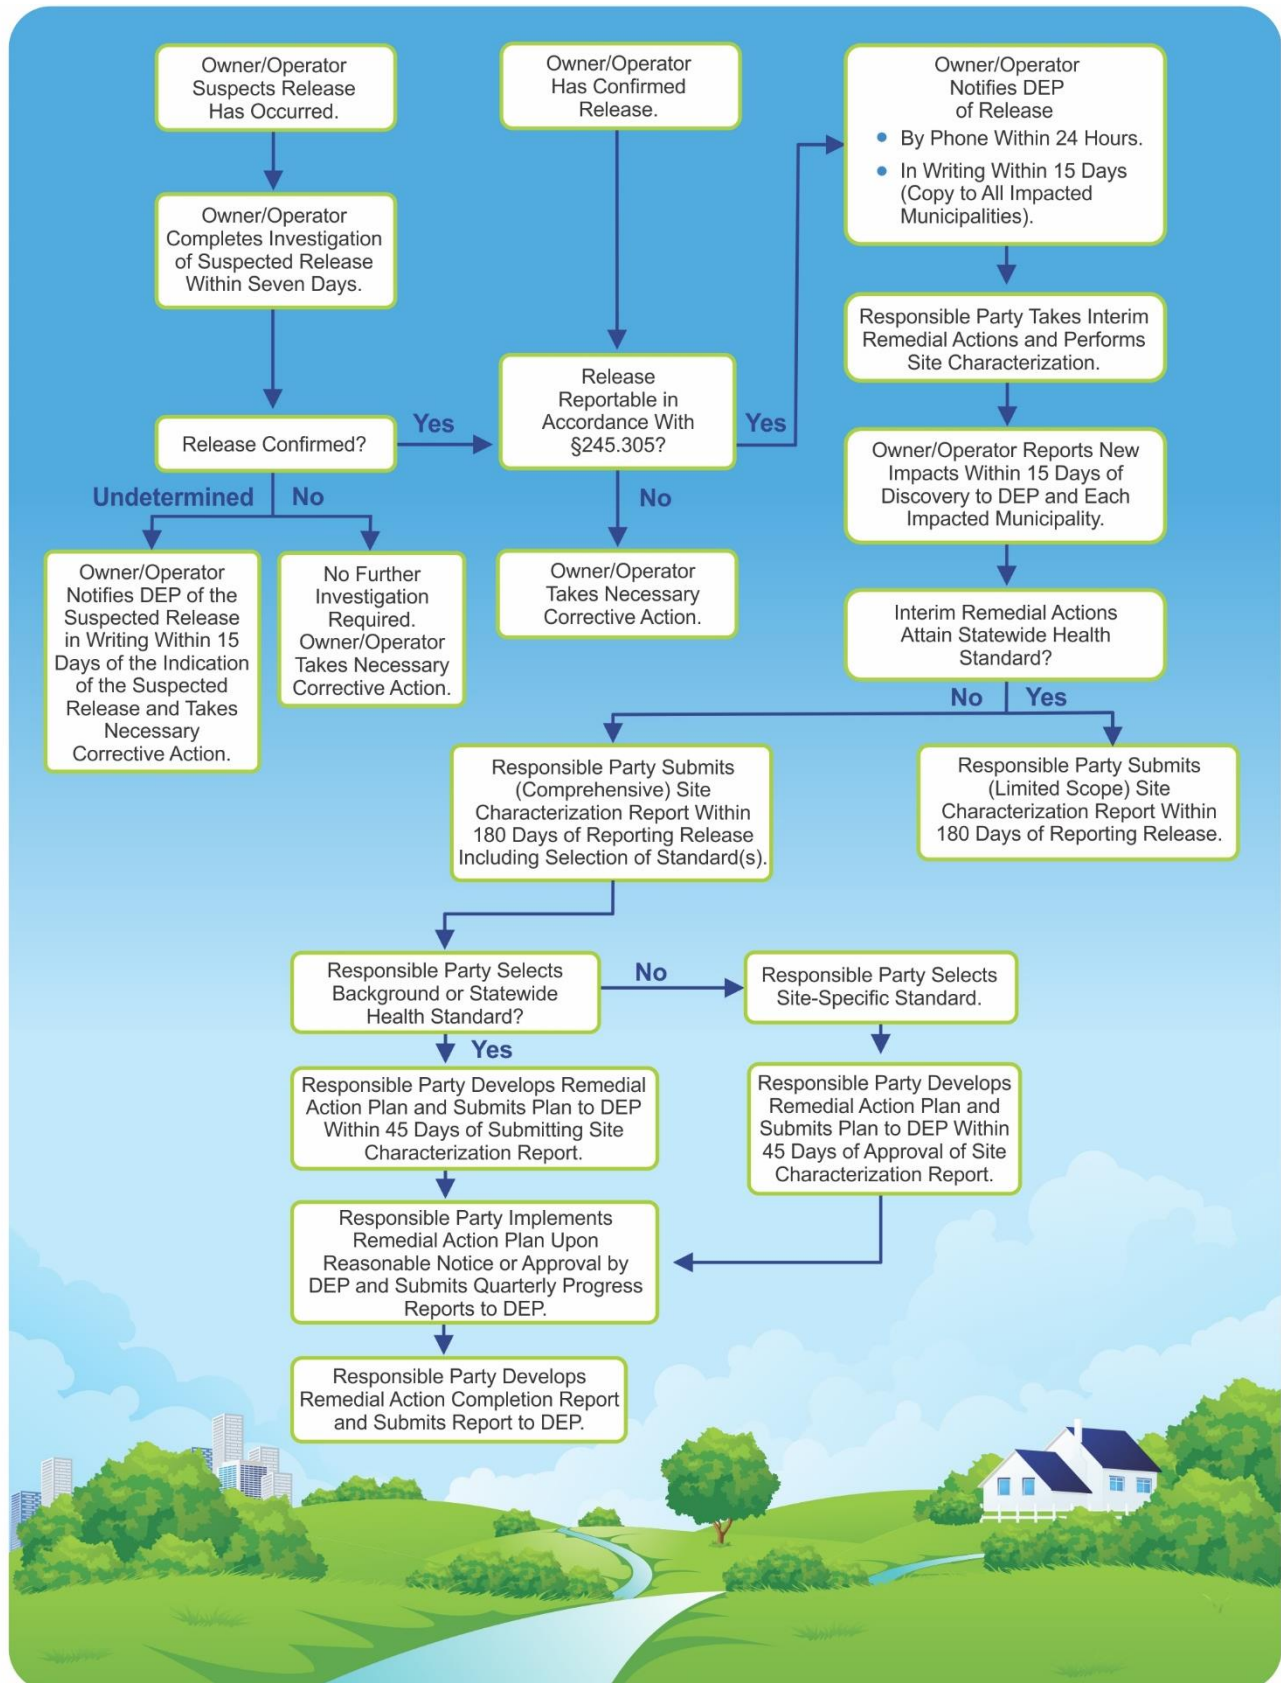 Owner/Operator
Suspects Release
Has Occurred.
Owner/Operator
Completes Investigation
of Suspected Release
Within Seven Days.
Release Confirmed?
Yes
Undetermined
No
Owner/Operator
Notifies DEP of the
Suspected Release
in Writing Within 15
Days of the Indication
of the Suspected
Release and Takes
Necessary
Corrective Action.
No Further
Investigation
Required.
Owner/Operator
Takes Necessary
Corrective Action.
Owner/Operator
Has Confirmed
Release.
Release
Reportable in
Accordance With
§245.305?
Yes
No
Owner/Operator
Takes Necessary
Corrective Action.
Owner/Operator
Notifies DEP
of Release
• By Phone Within 24 Hours.
• In Writing Within 15 Days
(Copy to All Impacted
Municipalities).
Responsible Party Takes Interim
Remedial Actions and Performs
Site Characterization.
Owner/Operator Reports New
Impacts Within 15 Days of
Discovery to DEP and Each
Impacted Municipality.
Interim Remedial Actions
Attain Statewide Health
Standard?
No
Yes
Responsible Party Submits
(Comprehensive) Site
Characterization Report Within
180 Days of Reporting Release
Including Selection of Standard(s).
Responsible Party Submits
(Limited Scope) Site
Characterization Report Within
180 Days of Reporting Release.
Responsible Party Selects
Background or Statewide
Health Standard?
No
Responsible Party Selects
Site-Specific Standard.
Yes
Responsible Party Develops Remedial
Action Plan and Submits Plan to DEP
Within 45 Days of Submitting Site
Characterization Report.
Responsible Party Develops
Remedial Action Plan and
Submits Plan to DEP Within
45 Days of Approval of Site
Characterization Report.
Responsible Party Implements
Remedial Action Plan Upon
Reasonable Notice or Approval by
DEP and Submits Quarterly Progress
Reports to DEP.
Responsible Party Develops
Remedial Action Completion Report
and Submits Report to DEP.